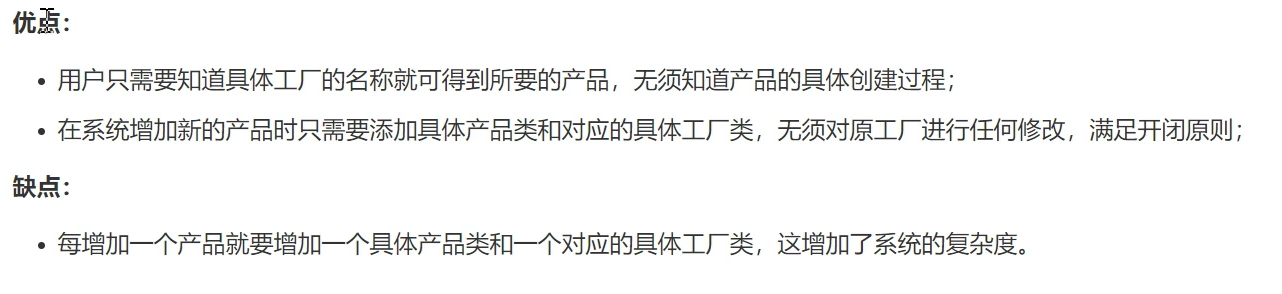 优点：
用户只需要知道具体工厂的名称就可得到所要的产品，无须知道产品的具体创建过程；
在系统增加新的产品时只需要添加具体产品类和对应的具体工厂类，无须对原工厂进行任何修改，满足开闭原则；
缺点：
每增加一个产品就要增加一个具体产品类和一个对应的具体工厂类，这增加了系统的复杂度。